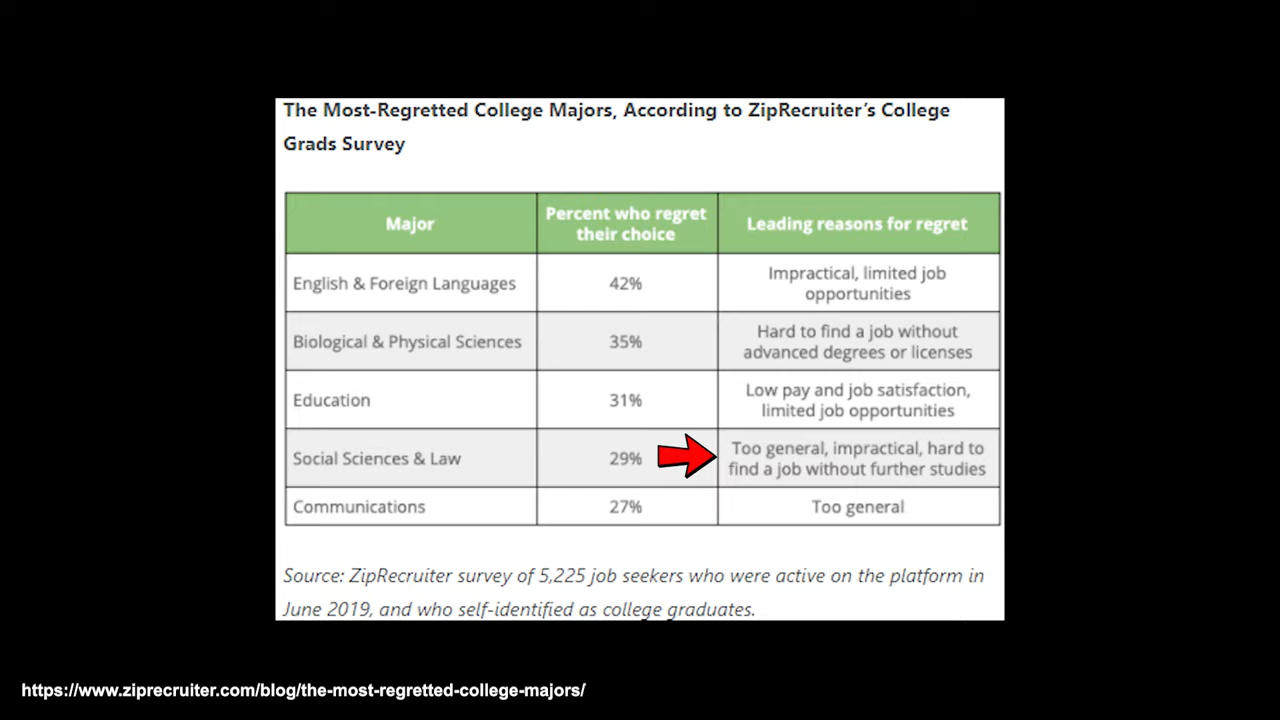 The Most-Regretted College Majors, According to ZipRecruiter's College
Grads Survey
Major
Percent who regret
their choice
Leading reasons for regret
English & Foreign Languages
42%
Impractical, limited job
opportunities
Biological & Physical Sciences
35%
Hard to find a job without
advanced degrees or licenses
Education
31%
Low pay and job satisfaction,
limited job opportunities
Social Sciences & Law
29%
Too general, impractical, hard to
find a job without further studies
Communications
27%
Too general
Source: ZipRecruiter survey of 5,225 job seekers who were active on the platform in
June 2019, and who self-identified as college graduates.
https://www.ziprecruiter.com/blog/the-most-regretted-college-majors/